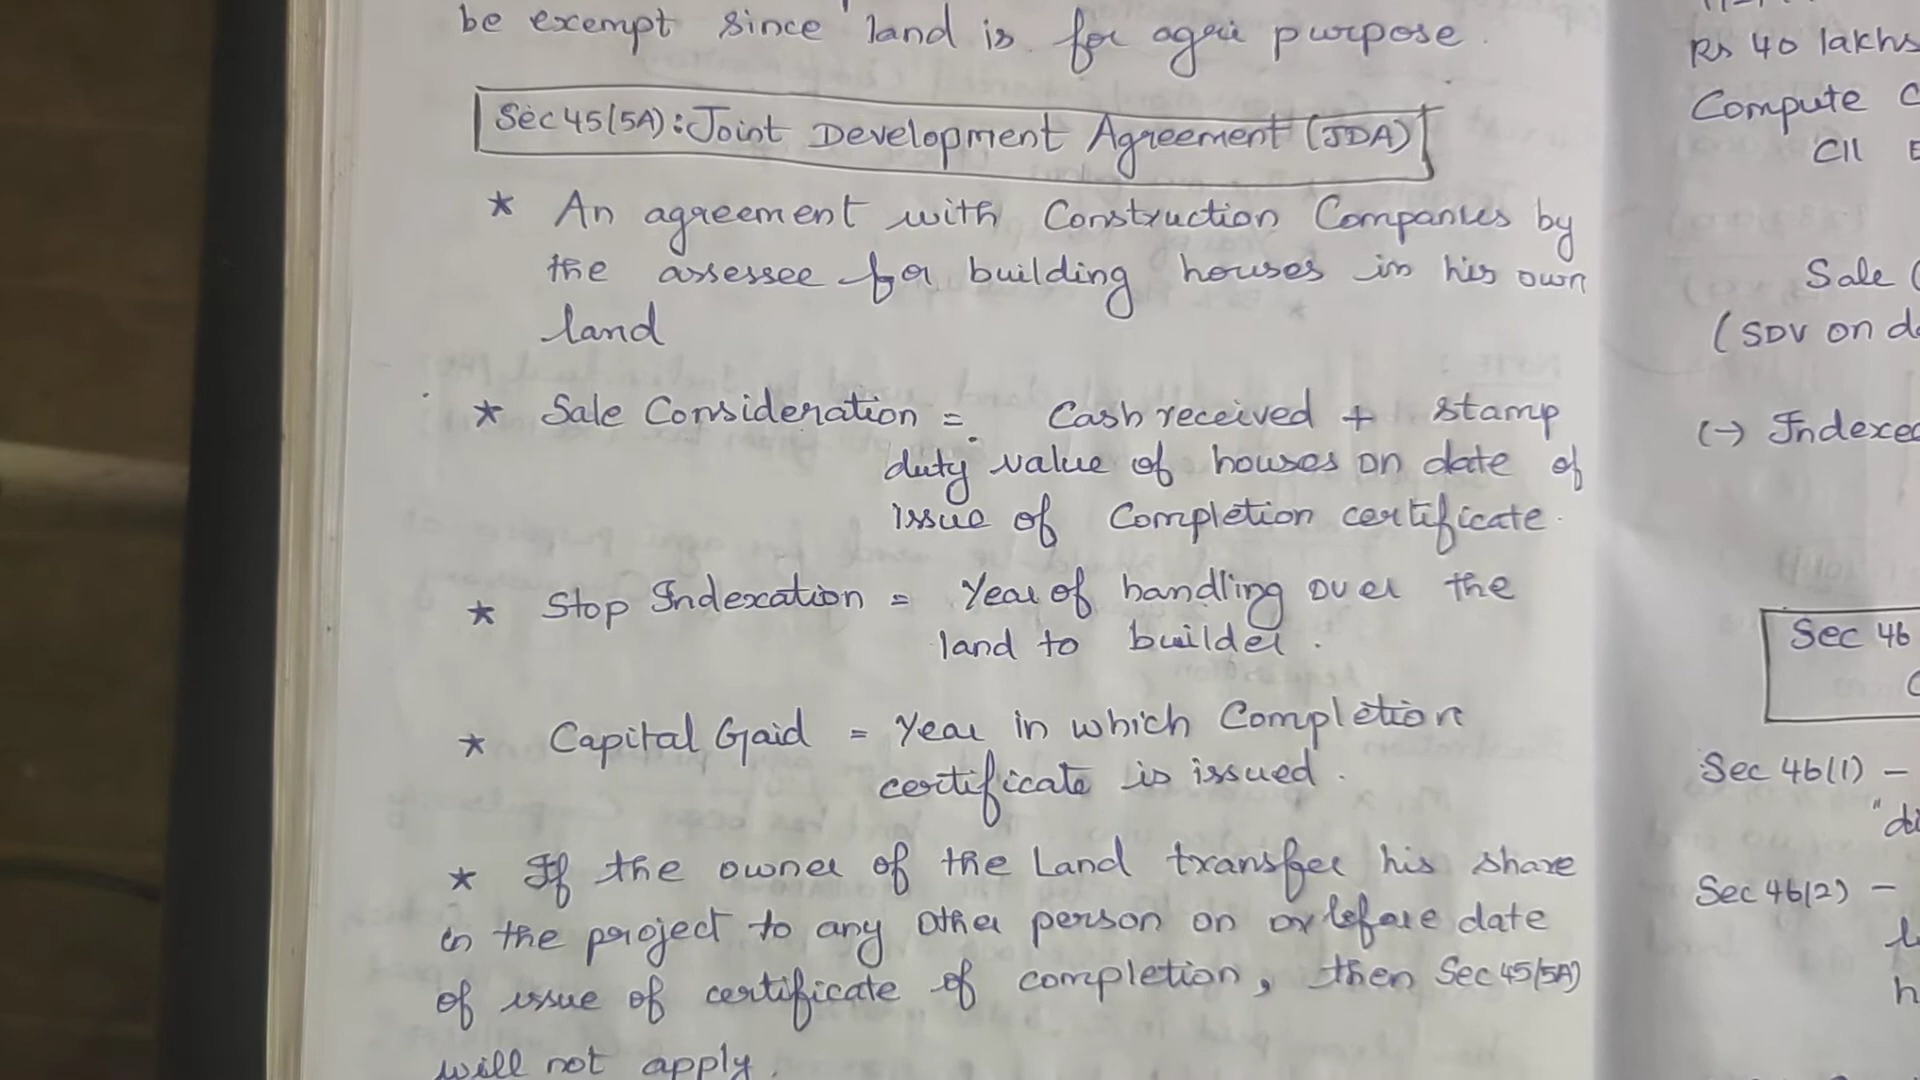 be exempt since land is for agri purpose.
Sec 45(5A): Joint Development Agreement (JDA)
* An agreement with Construction Companies by
the assessee for building houses in his own
land
* Sale Consideration = Cash received + stamp
duty value of houses on date of
issue of Completion certificate.
* Stop Indexation = Year of handling over the
land to builder.
* Capital Gaid = Year in which Completion
certificate is issued.
* If the owner of the Land transfer his share
in the project to any other person on or before date
of issue of certificate of completion, then Sec 45(5A)
will not apply.
Rs 40 lakhs
Compute C
CII
Sale (
(SDV on d
(-) Indexed
Sec 46
Sec 46(1) -
"di
Sec 46(2) -
h